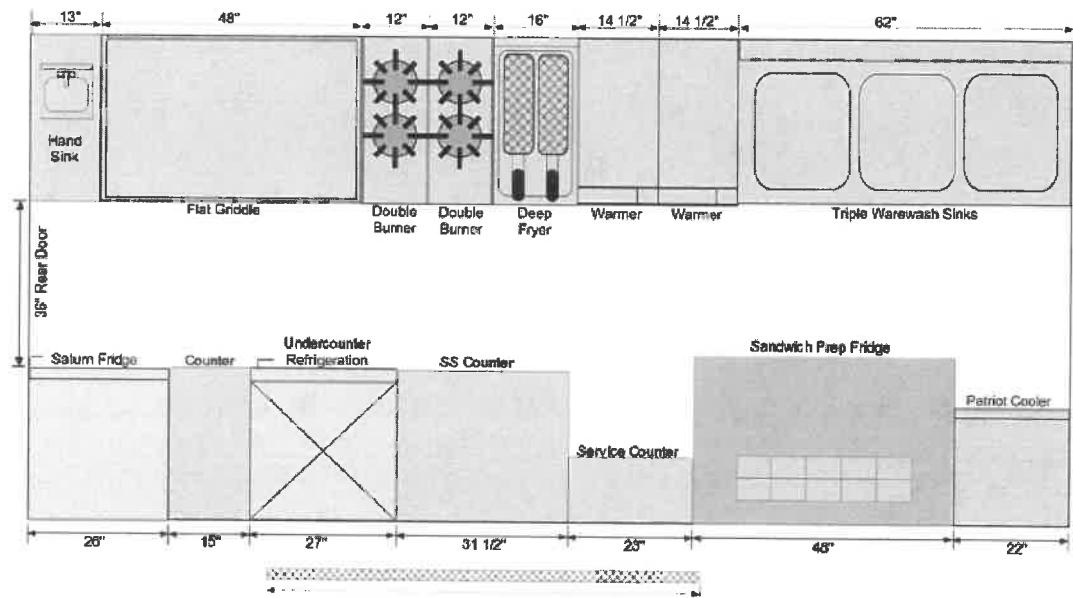 13" 48" 12" 12" 16" 14 1/2" 14 1/2" 62"
Hand
Sink
Flat Griddle
Double
Burner
Double
Burner
Deep
Fryer
Warmer
Warmer
Triple Warewash Sinks
36" Rear Door
Saturn Fridge
Counter
Undercounter
Refrigeration
SS Counter
Service Counter
Sandwich Prep Fridge
Patriot Cooler
26" 15" 27" 31 1/2" 23" 48" 22"